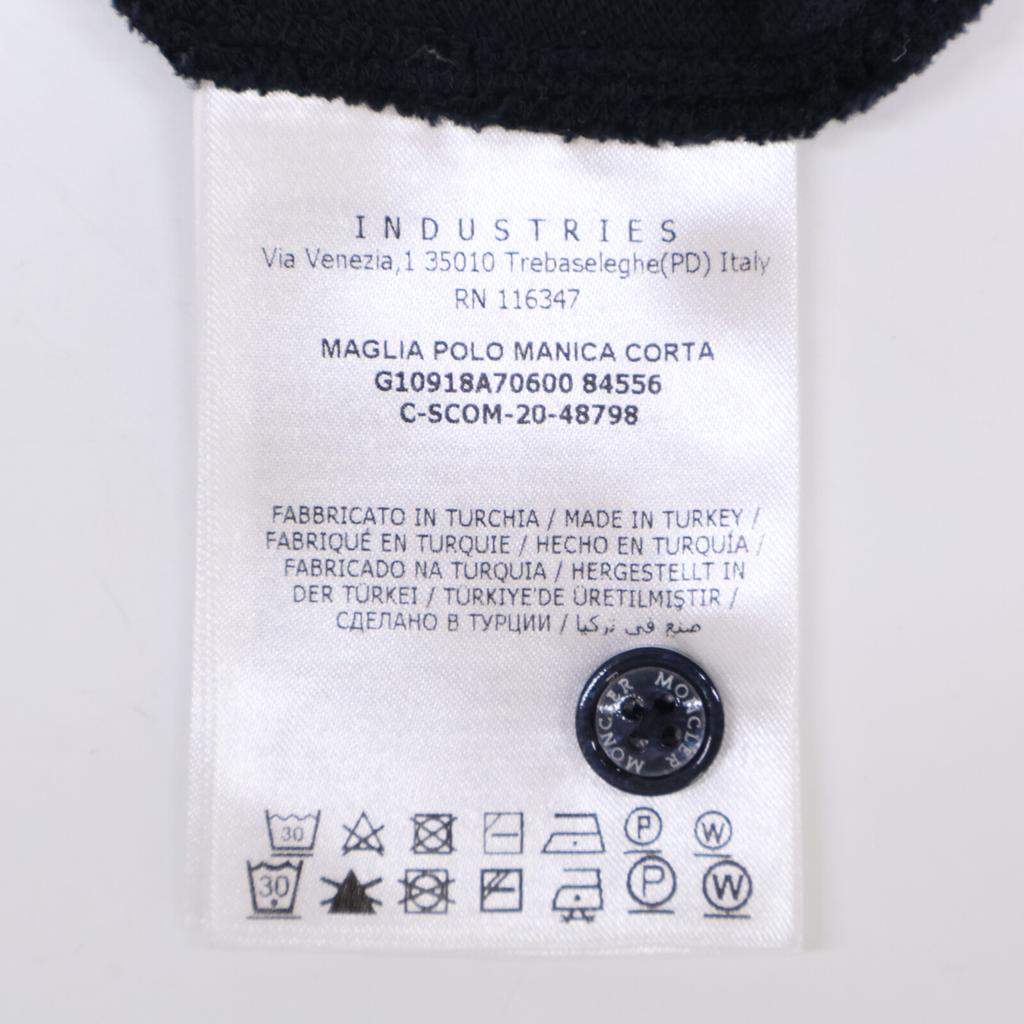 INDUSTRIES
Via Venezia,1 35010 Trebaseleghe(PD) Italy
RN 116347
MAGLIA POLO MANICA CORTA
G10918A70600 84556
C-SCOM-20-48798
FABBRICATO IN TURCHIA / MADE IN TURKEY /
FABRIQUÉ EN TURQUIE / HECHO EN TURQUÍA /
FABRICADO NA TURQUIA / HERGESTELLT IN
DER TÜRKEI / TÜRKIYE'DE ÜRETILMIŞTIR /
СДЕЛАНО В ТУРЦИИ / صنع في تركيا
MONCLER MONCLER
30 P W
30 P W